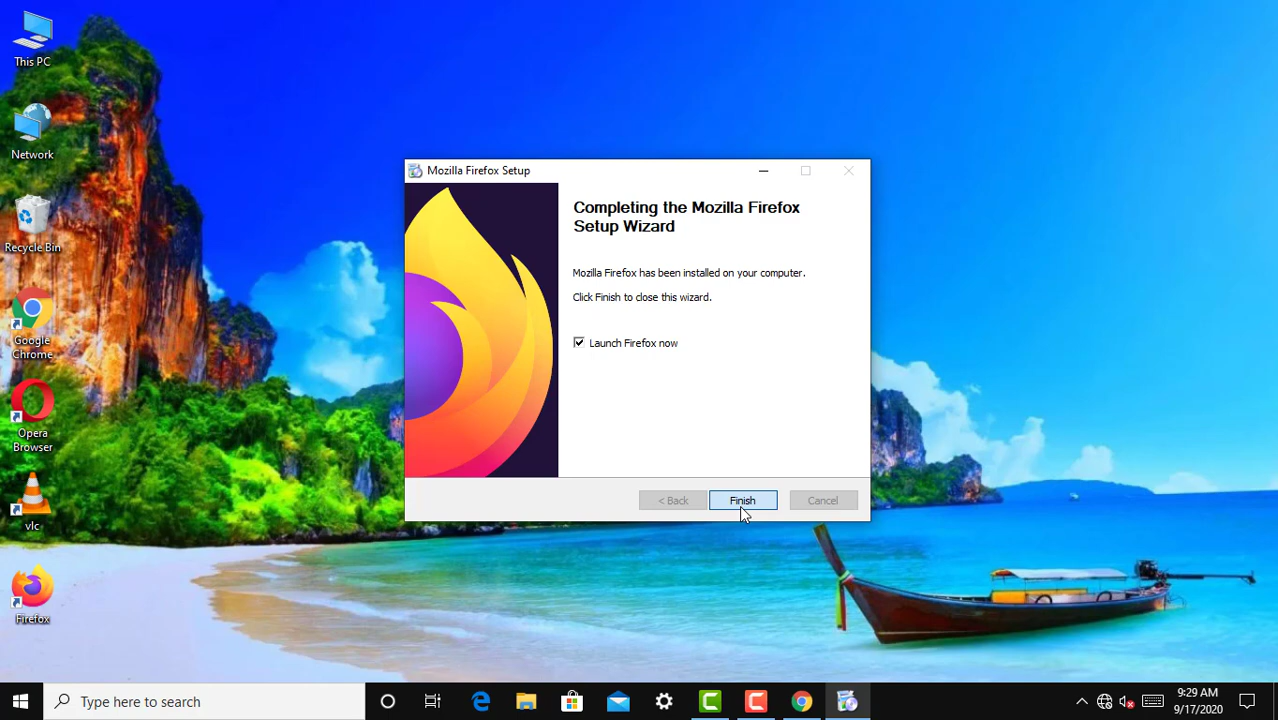 This PC
Network
Recycle Bin
Google
Chrome
Opera
Browser
vlc
Firefox
Mozilla Firefox Setup
Completing the Mozilla Firefox
Setup Wizard
Mozilla Firefox has been installed on your computer.
Click Finish to close this wizard.
Launch Firefox now
< Back
Finish
Cancel
Type here to search
9:29 AM
9/17/2020